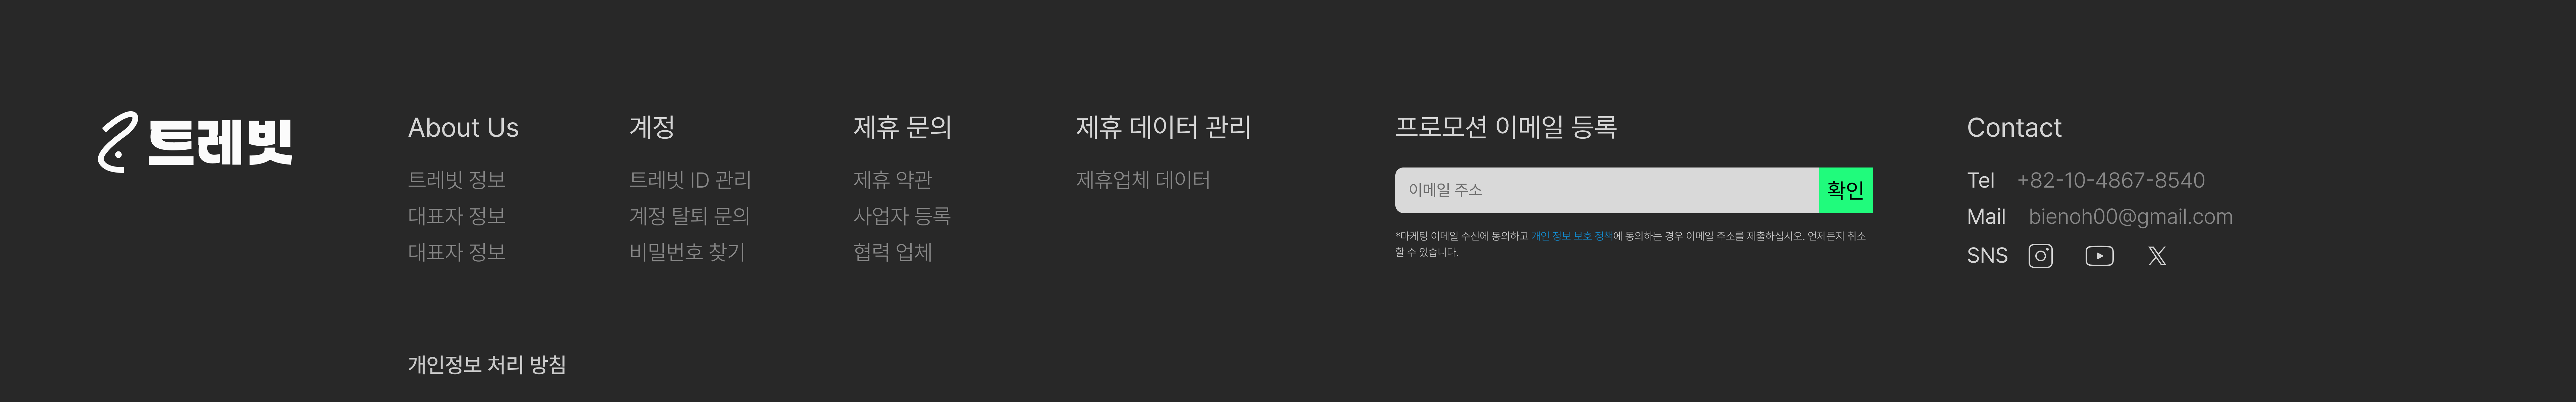 트레빗
About Us
트레빗 정보
대표자 정보
대표자 정보
계정
트레빗 ID 관리
계정 탈퇴 문의
비밀번호 찾기
제휴 문의
제휴 약관
사업자 등록
협력 업체
제휴 데이터 관리
제휴업체 데이터
프로모션 이메일 등록
이메일 주소 확인
*마케팅 이메일 수신에 동의하고 개인 정보 보호 정책에 동의하는 경우 이메일 주소를 제출하십시오. 언제든지 취소
할 수 있습니다.
Contact
Tel +82-10-4867-8540
Mail bienoh00@gmail.com
SNS
개인정보 처리 방침